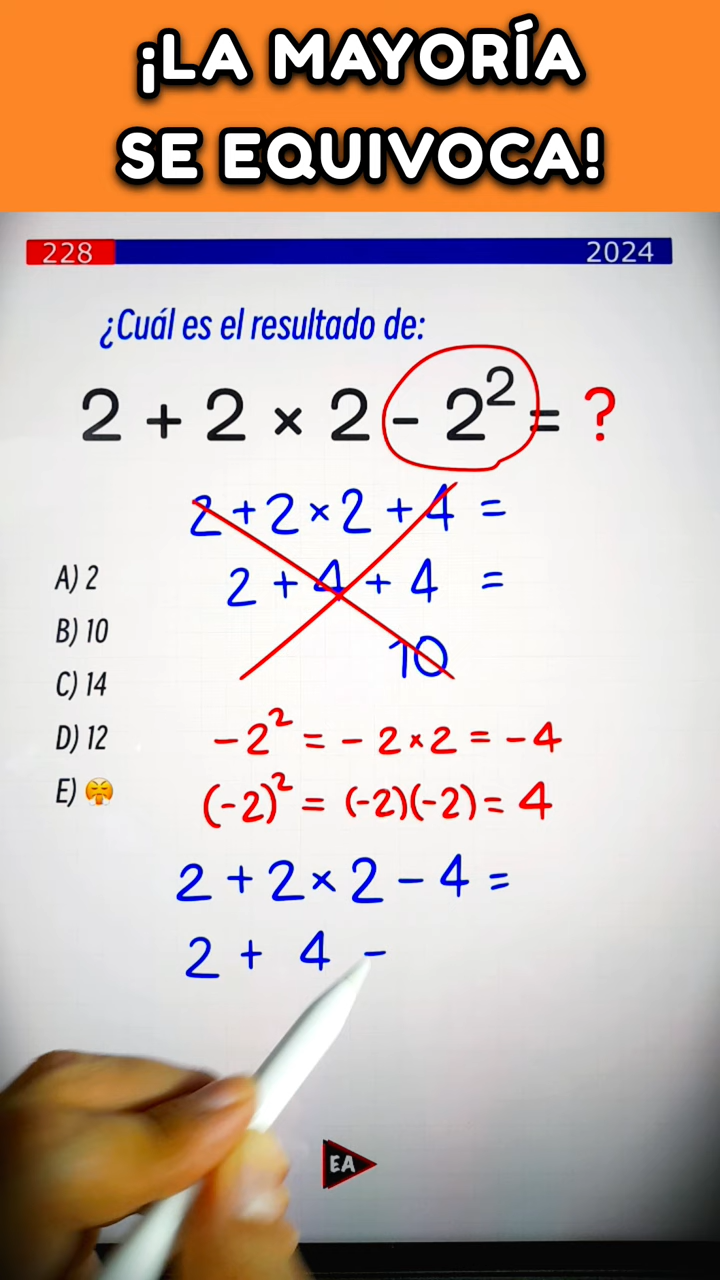 ¡LA MAYORÍA
SE EQUIVOCA!
228 2024
¿Cuál es el resultado de:
2 + 2 × 2 - 2² = ?
2 + 2 × 2 + 4 =
2 + 4 + 4 =
10
A) 2
B) 10
C) 14
D) 12
E) 😤
-2² = - 2 × 2 = -4
(-2)² = (-2)(-2) = 4
2 + 2 × 2 - 4 =
2 + 4 -
EA